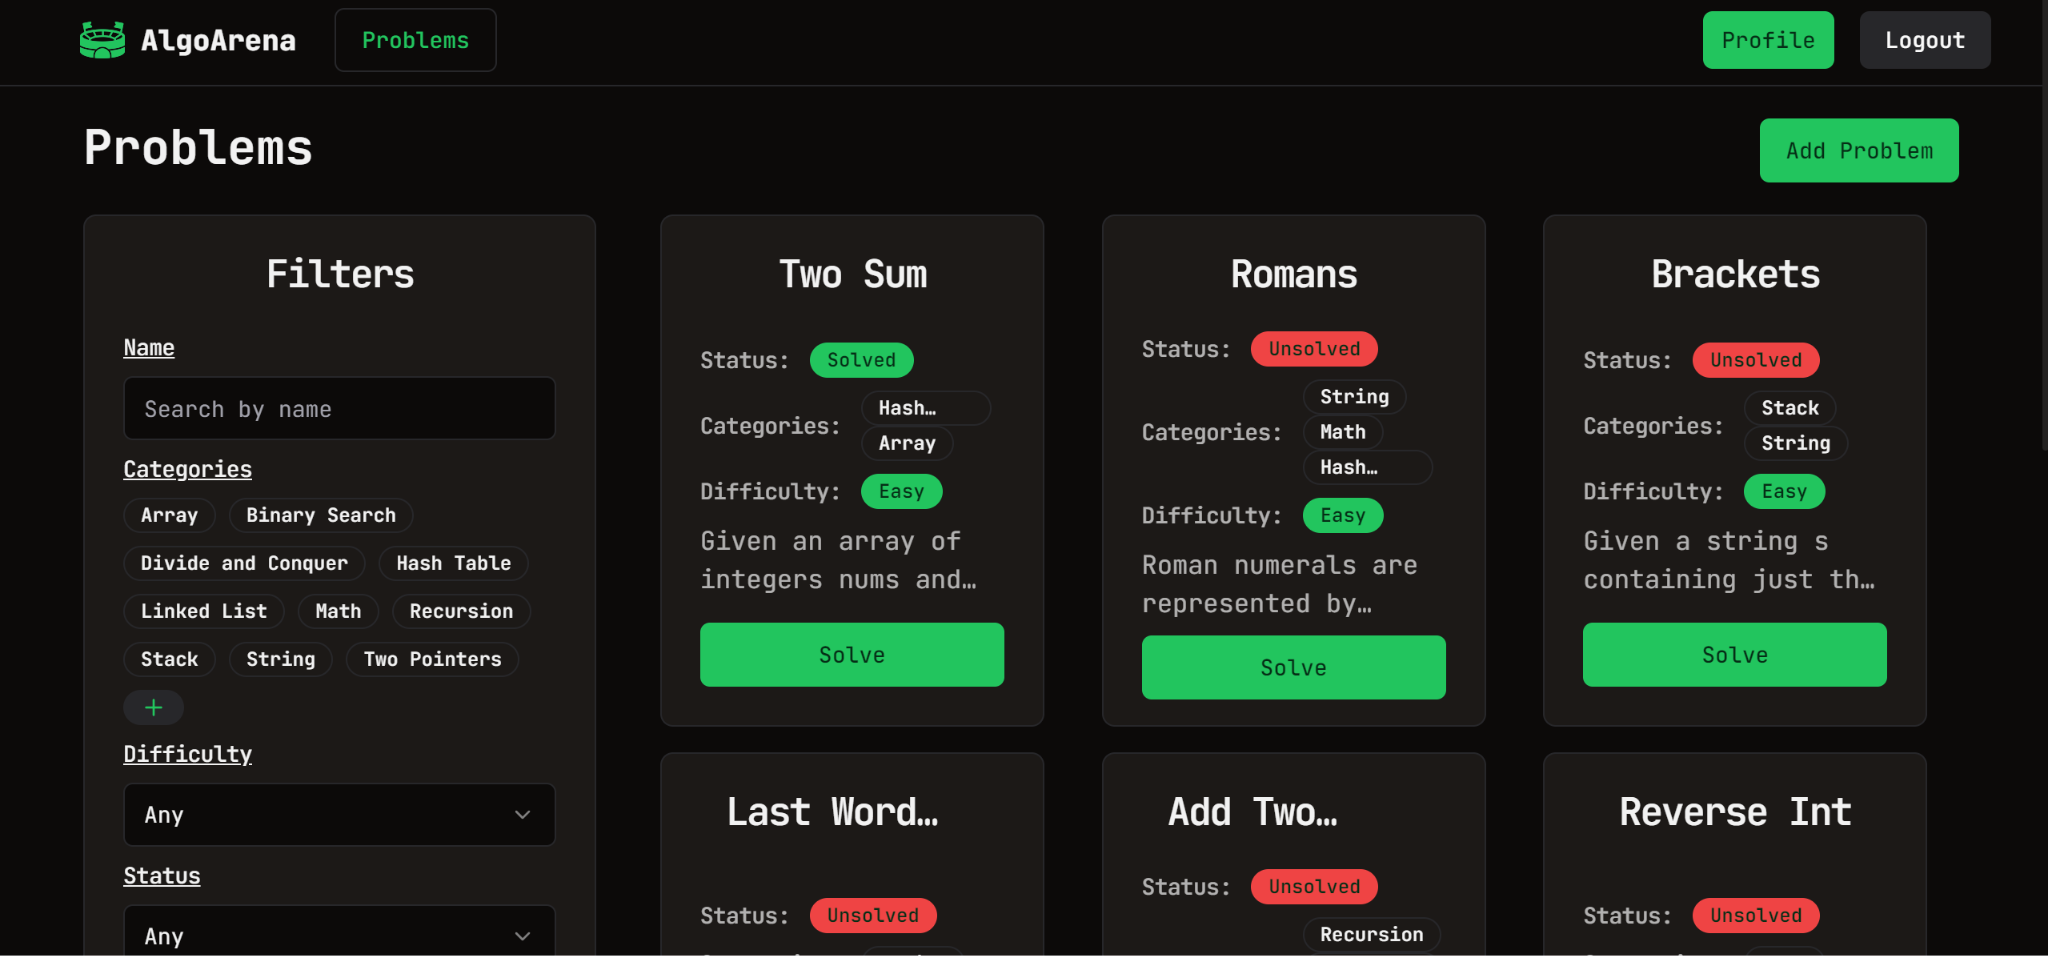 AlgoArena
Problems
Profile
Logout
Problems
Add Problem
Filters
Name
Search by name
Categories
Array
Binary Search
Divide and Conquer
Hash Table
Linked List
Math
Recursion
Stack
String
Two Pointers
+
Difficulty
Any
Status
Any
Two Sum
Status: Solved
Categories:
Hash…
Array
Difficulty: Easy
Given an array of
integers nums and…
Solve
Romans
Status: Unsolved
Categories:
String
Math
Hash…
Difficulty: Easy
Roman numerals are
represented by…
Solve
Brackets
Status: Unsolved
Categories:
Stack
String
Difficulty: Easy
Given a string s
containing just th…
Solve
Last Word…
Status: Unsolved
Add Two…
Status: Unsolved
Recursion
Reverse Int
Status: Unsolved